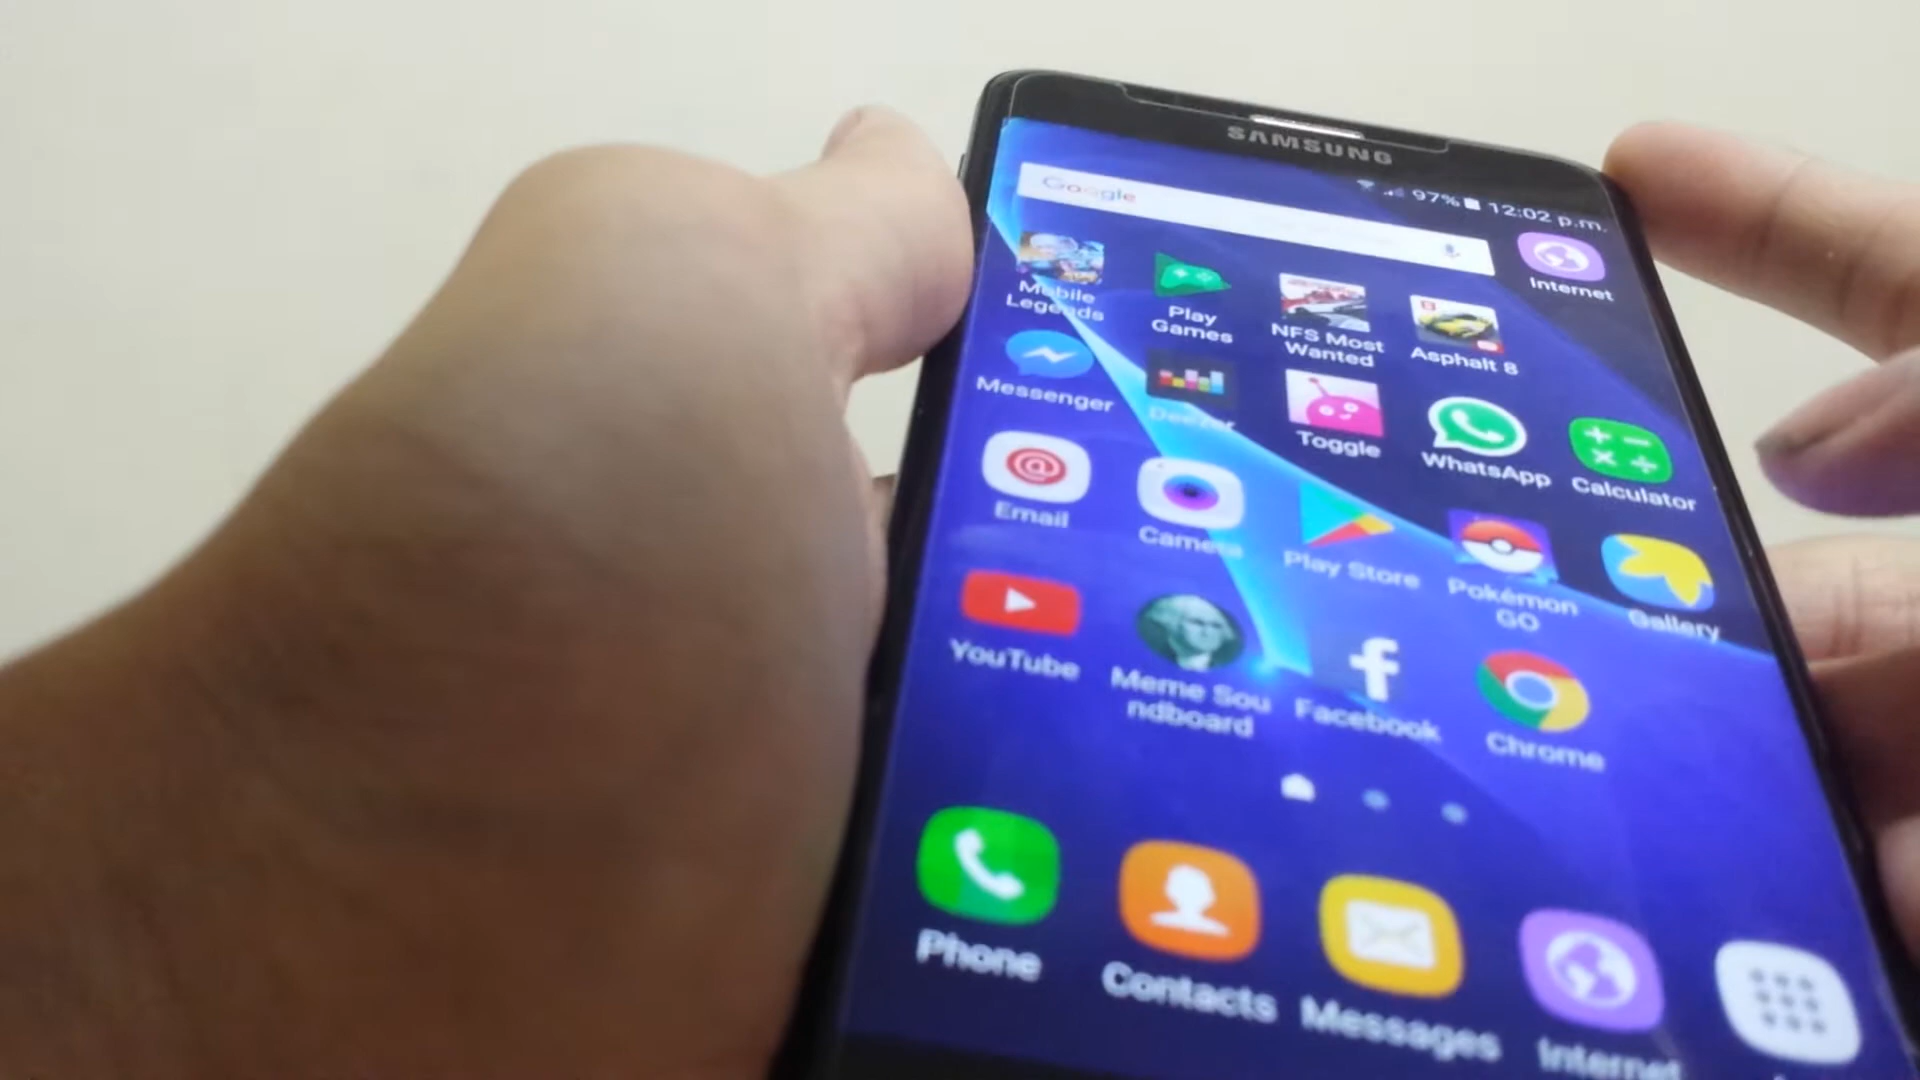 SAMSUNG
97% 12:02 p.m.
Google
Internet
Mobile
Legends
Play
Games
NFS Most
Wanted
Asphalt 8
Messenger
Deezer
Toggle
WhatsApp
Calculator
Email
Camera
Play Store
Pokémon
GO
Gallery
YouTube
Meme Sou
ndboard
Facebook
Chrome
Phone
Contacts
Messages
Internet